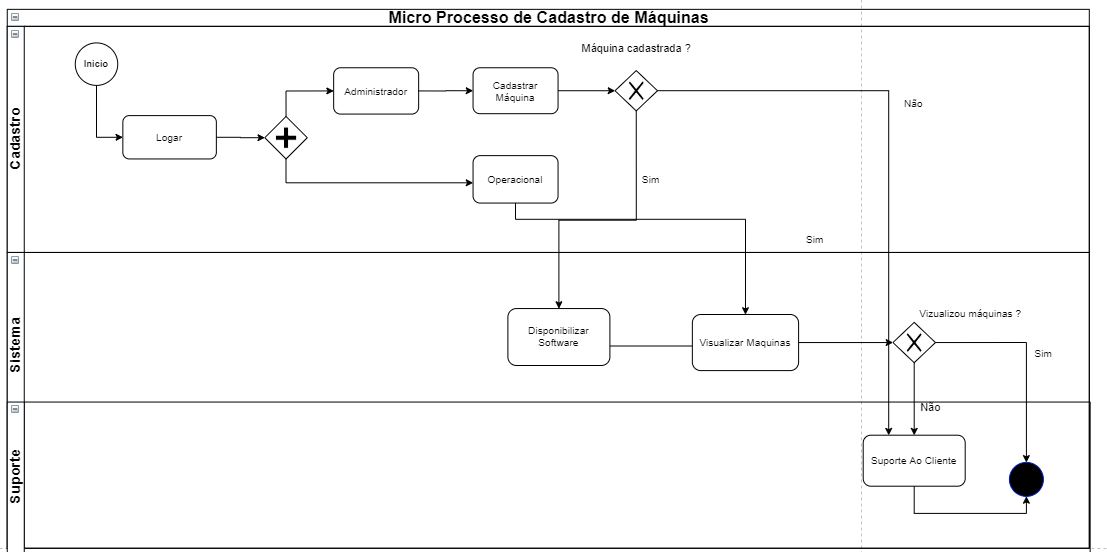 Micro Processo de Cadastro de Máquinas
Cadastro
Inicio
Logar
Administrador
Cadastrar
Máquina
Máquina cadastrada ?
Não
Operacional
Sim
Sim
Sistema
Disponibilizar
Software
Visualizar Maquinas
Vizualizou máquinas ?
Sim
Não
Suporte
Suporte Ao Cliente